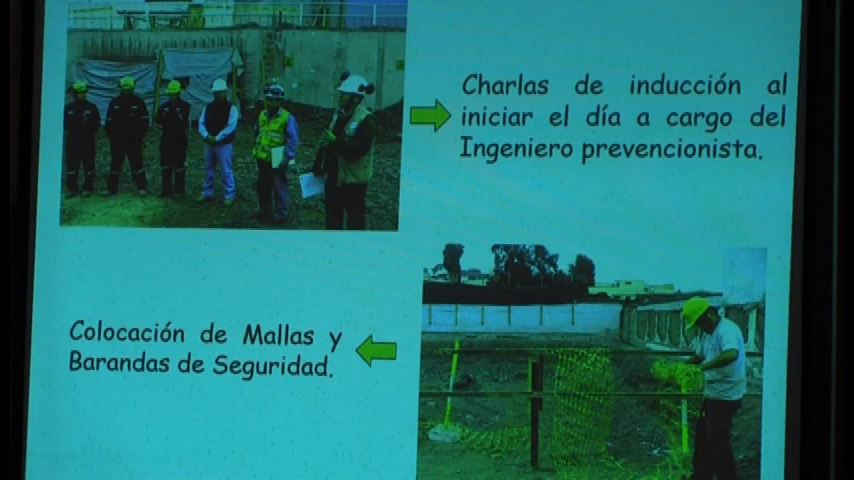 Charlas de inducción al
iniciar el día a cargo del
Ingeniero prevencionista.
Colocación de Mallas y
Barandas de Seguridad.